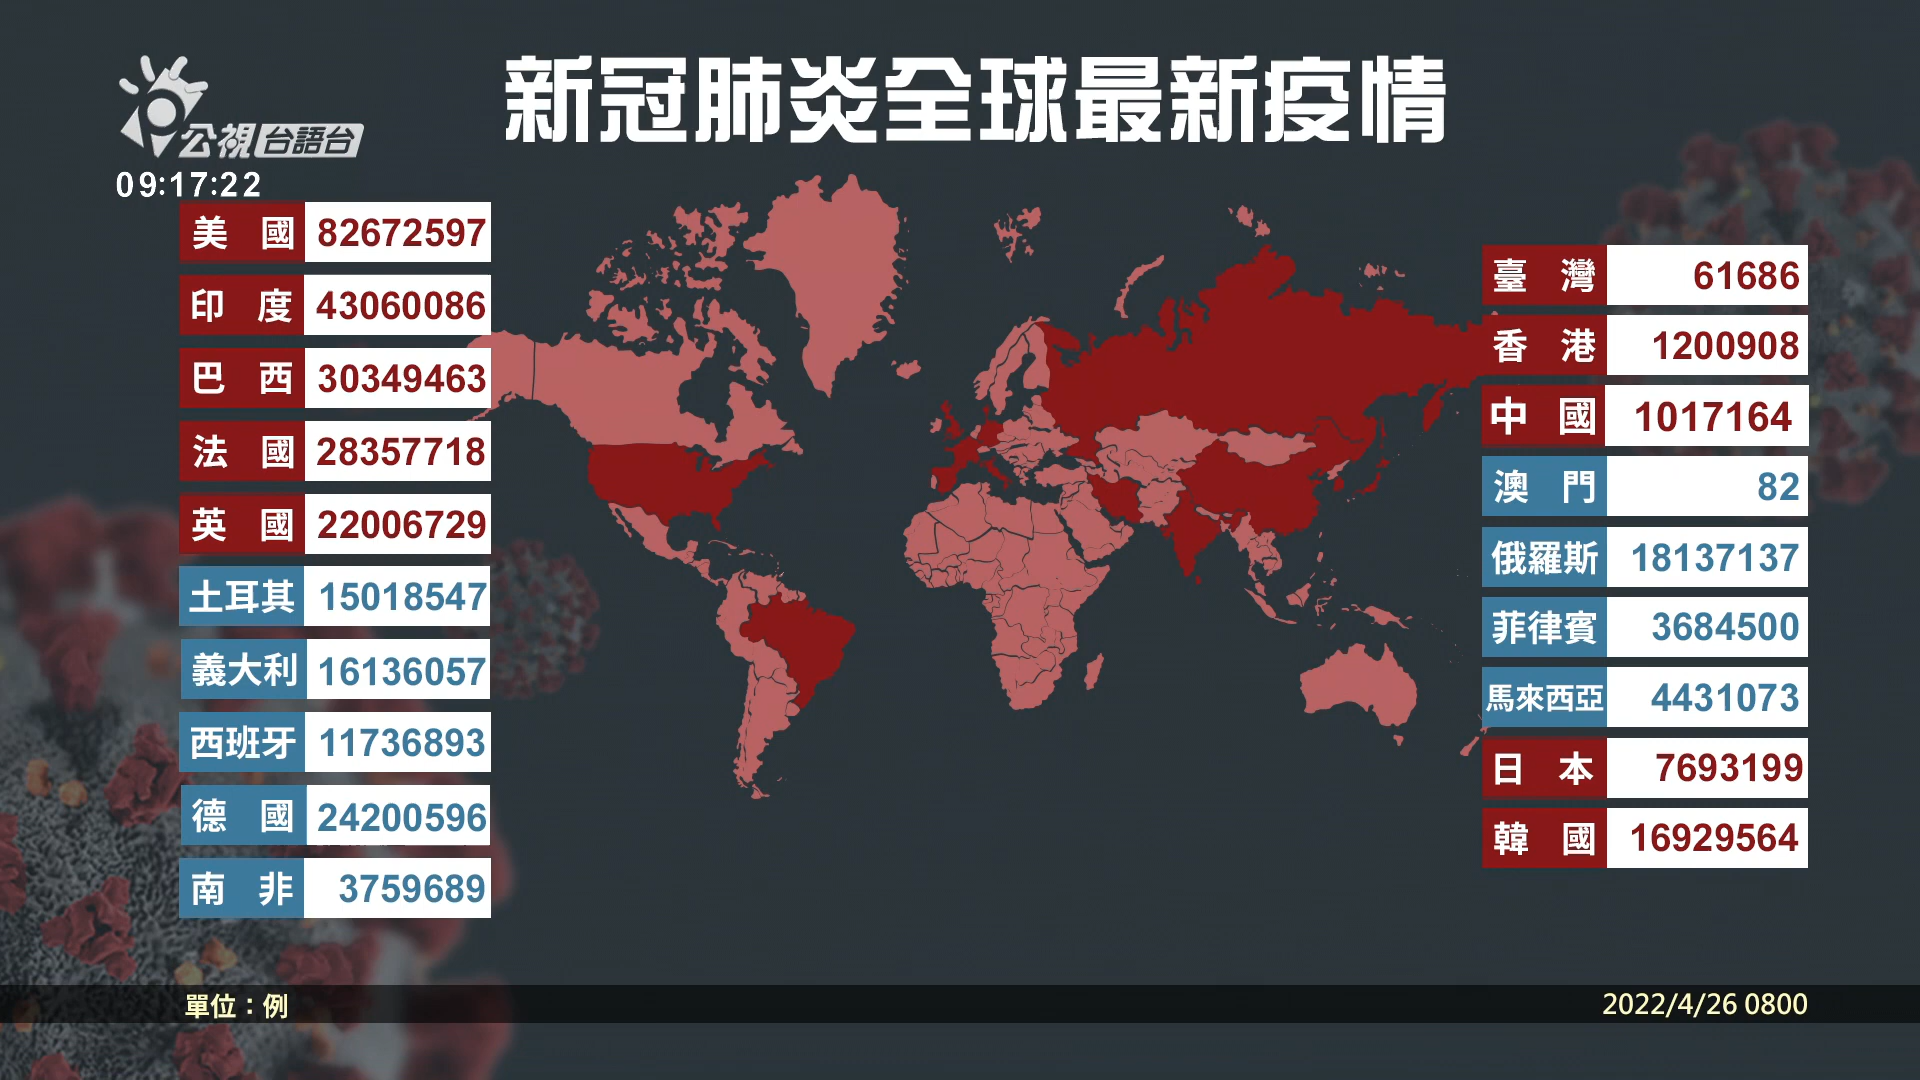 新冠肺炎全球最新疫情
公視台語台
09:17:22
美國 82672597
印度 43060086
巴西 30349463
法國 28357718
英國 22006729
土耳其 15018547
義大利 16136057
西班牙 11736893
德國 24200596
南非 3759689
臺灣 61686
香港 1200908
中國 1017164
澳門 82
俄羅斯 18137137
菲律賓 3684500
馬來西亞 4431073
日本 7693199
韓國 16929564
單位：例
2022/4/26 0800